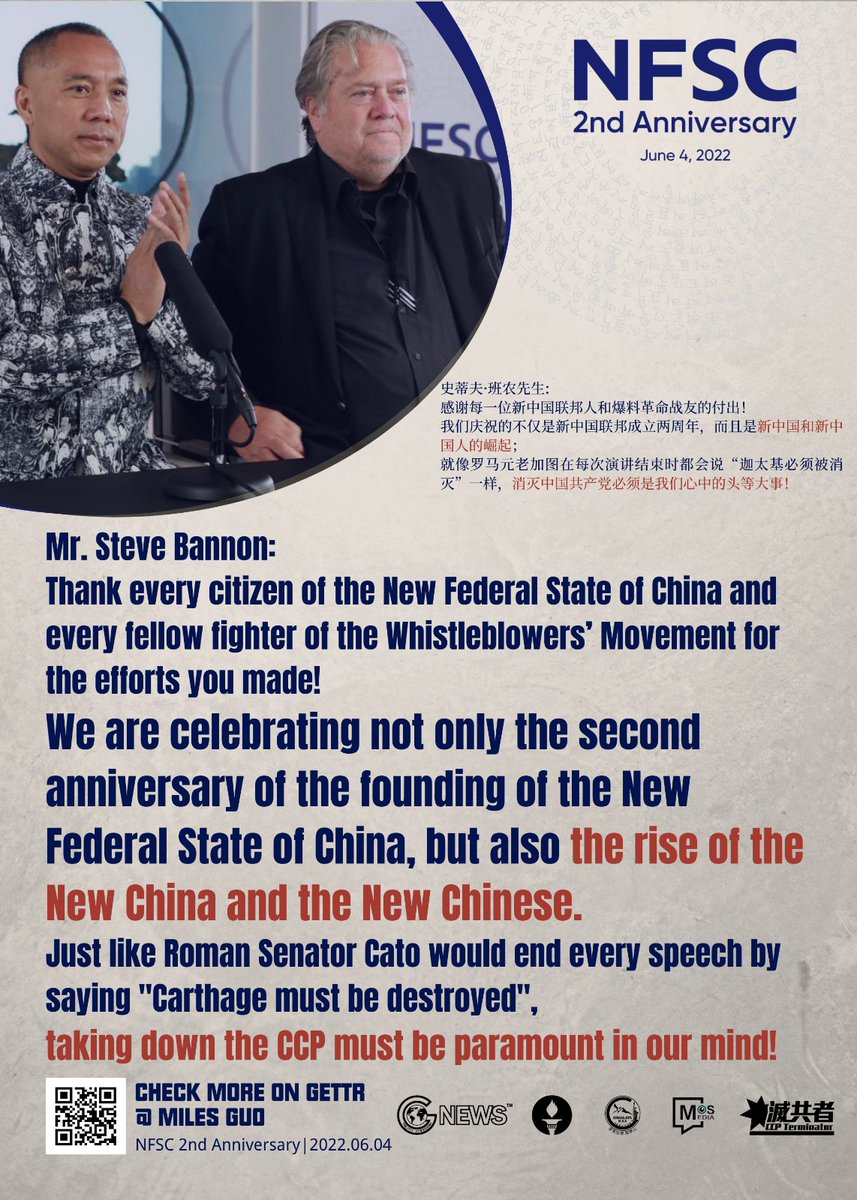 NFSC
2nd Anniversary
June 4, 2022
史蒂夫·班农先生：
感谢每一位新中国联邦人和爆料革命战友的付出！
我们庆祝的不仅是新中国联邦成立两周年，而且是新中国和新中
国人的崛起；
就像罗马元老加图在每次演讲结束时都会说“迦太基必须被消
灭”一样，消灭中国共产党必须是我们心中的头等大事！
Mr. Steve Bannon:
Thank every citizen of the New Federal State of China and
every fellow fighter of the Whistleblowers’ Movement for
the efforts you made!
We are celebrating not only the second
anniversary of the founding of the New
Federal State of China, but also the rise of the
New China and the New Chinese.
Just like Roman Senator Cato would end every speech by
saying "Carthage must be destroyed",
taking down the CCP must be paramount in our mind!
CHECK MORE ON GETTR
@ MILES GUO
NFSC 2nd Anniversary|2022.06.04
G NEWS™
MOS
MEDIA
滅共者
CCP Terminator